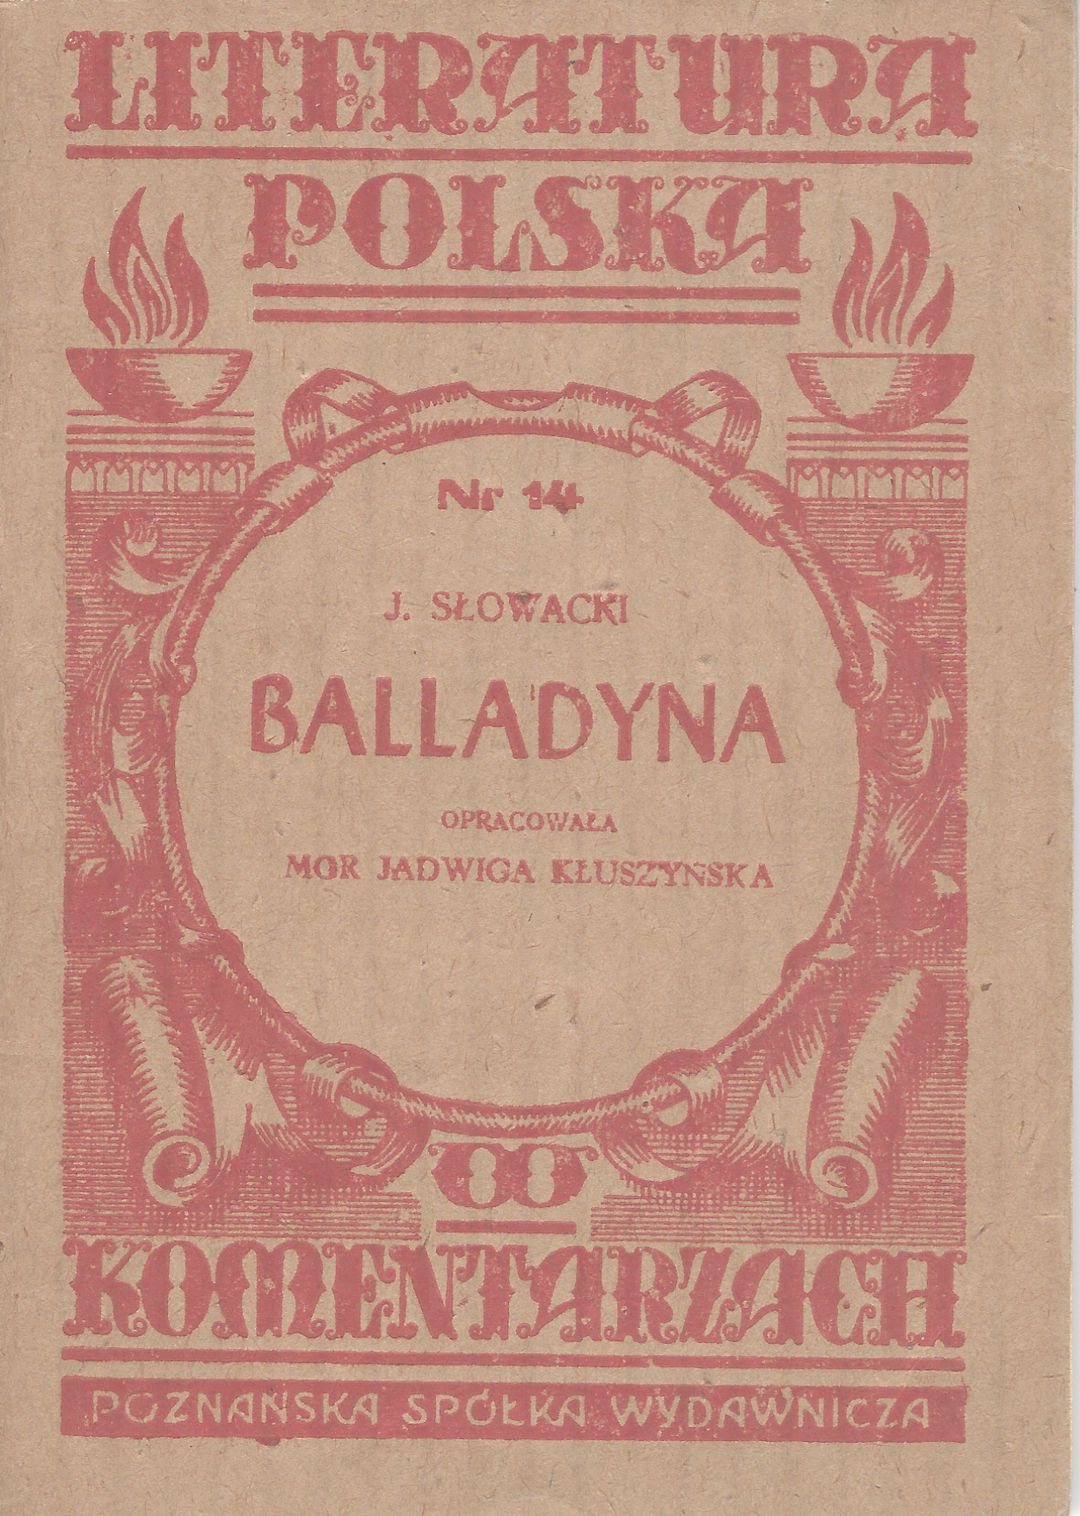 LITERATURA
POLSKA
Nr 14
J. SŁOWACKI
BALLADYNA
OPRACOWAŁA
MGR JADWIGA KŁUSZYŃSKA
W
KOMENTARZACH
POZNAŃSKA SPÓŁKA WYDAWNICZA